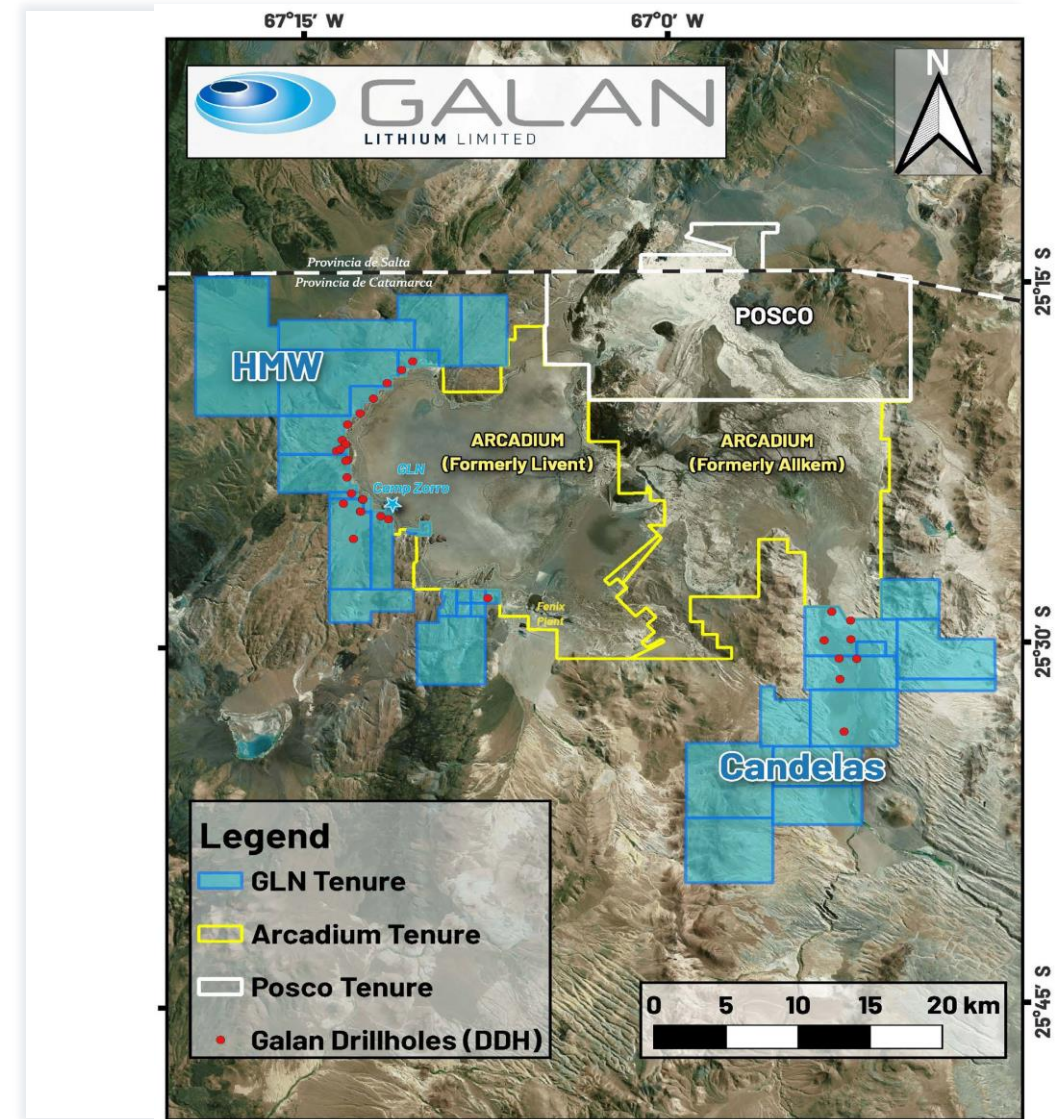 67°15' W
67°0' W
GALAN
LITHIUM LIMITED
N
Provincia de Salta
Provincia de Catamarca
25°15' S
POSCO
HMW
ARCADIUM
(Formerly Livent)
ARCADIUM
(Formerly Allkem)
GLN
Camp Zorro
Fenix
Plant
25°30' S
Candelas
Legend
GLN Tenure
Arcadium Tenure
Posco Tenure
Galan Drillholes (DDH)
0 5 10 15 20 km
25°45' S